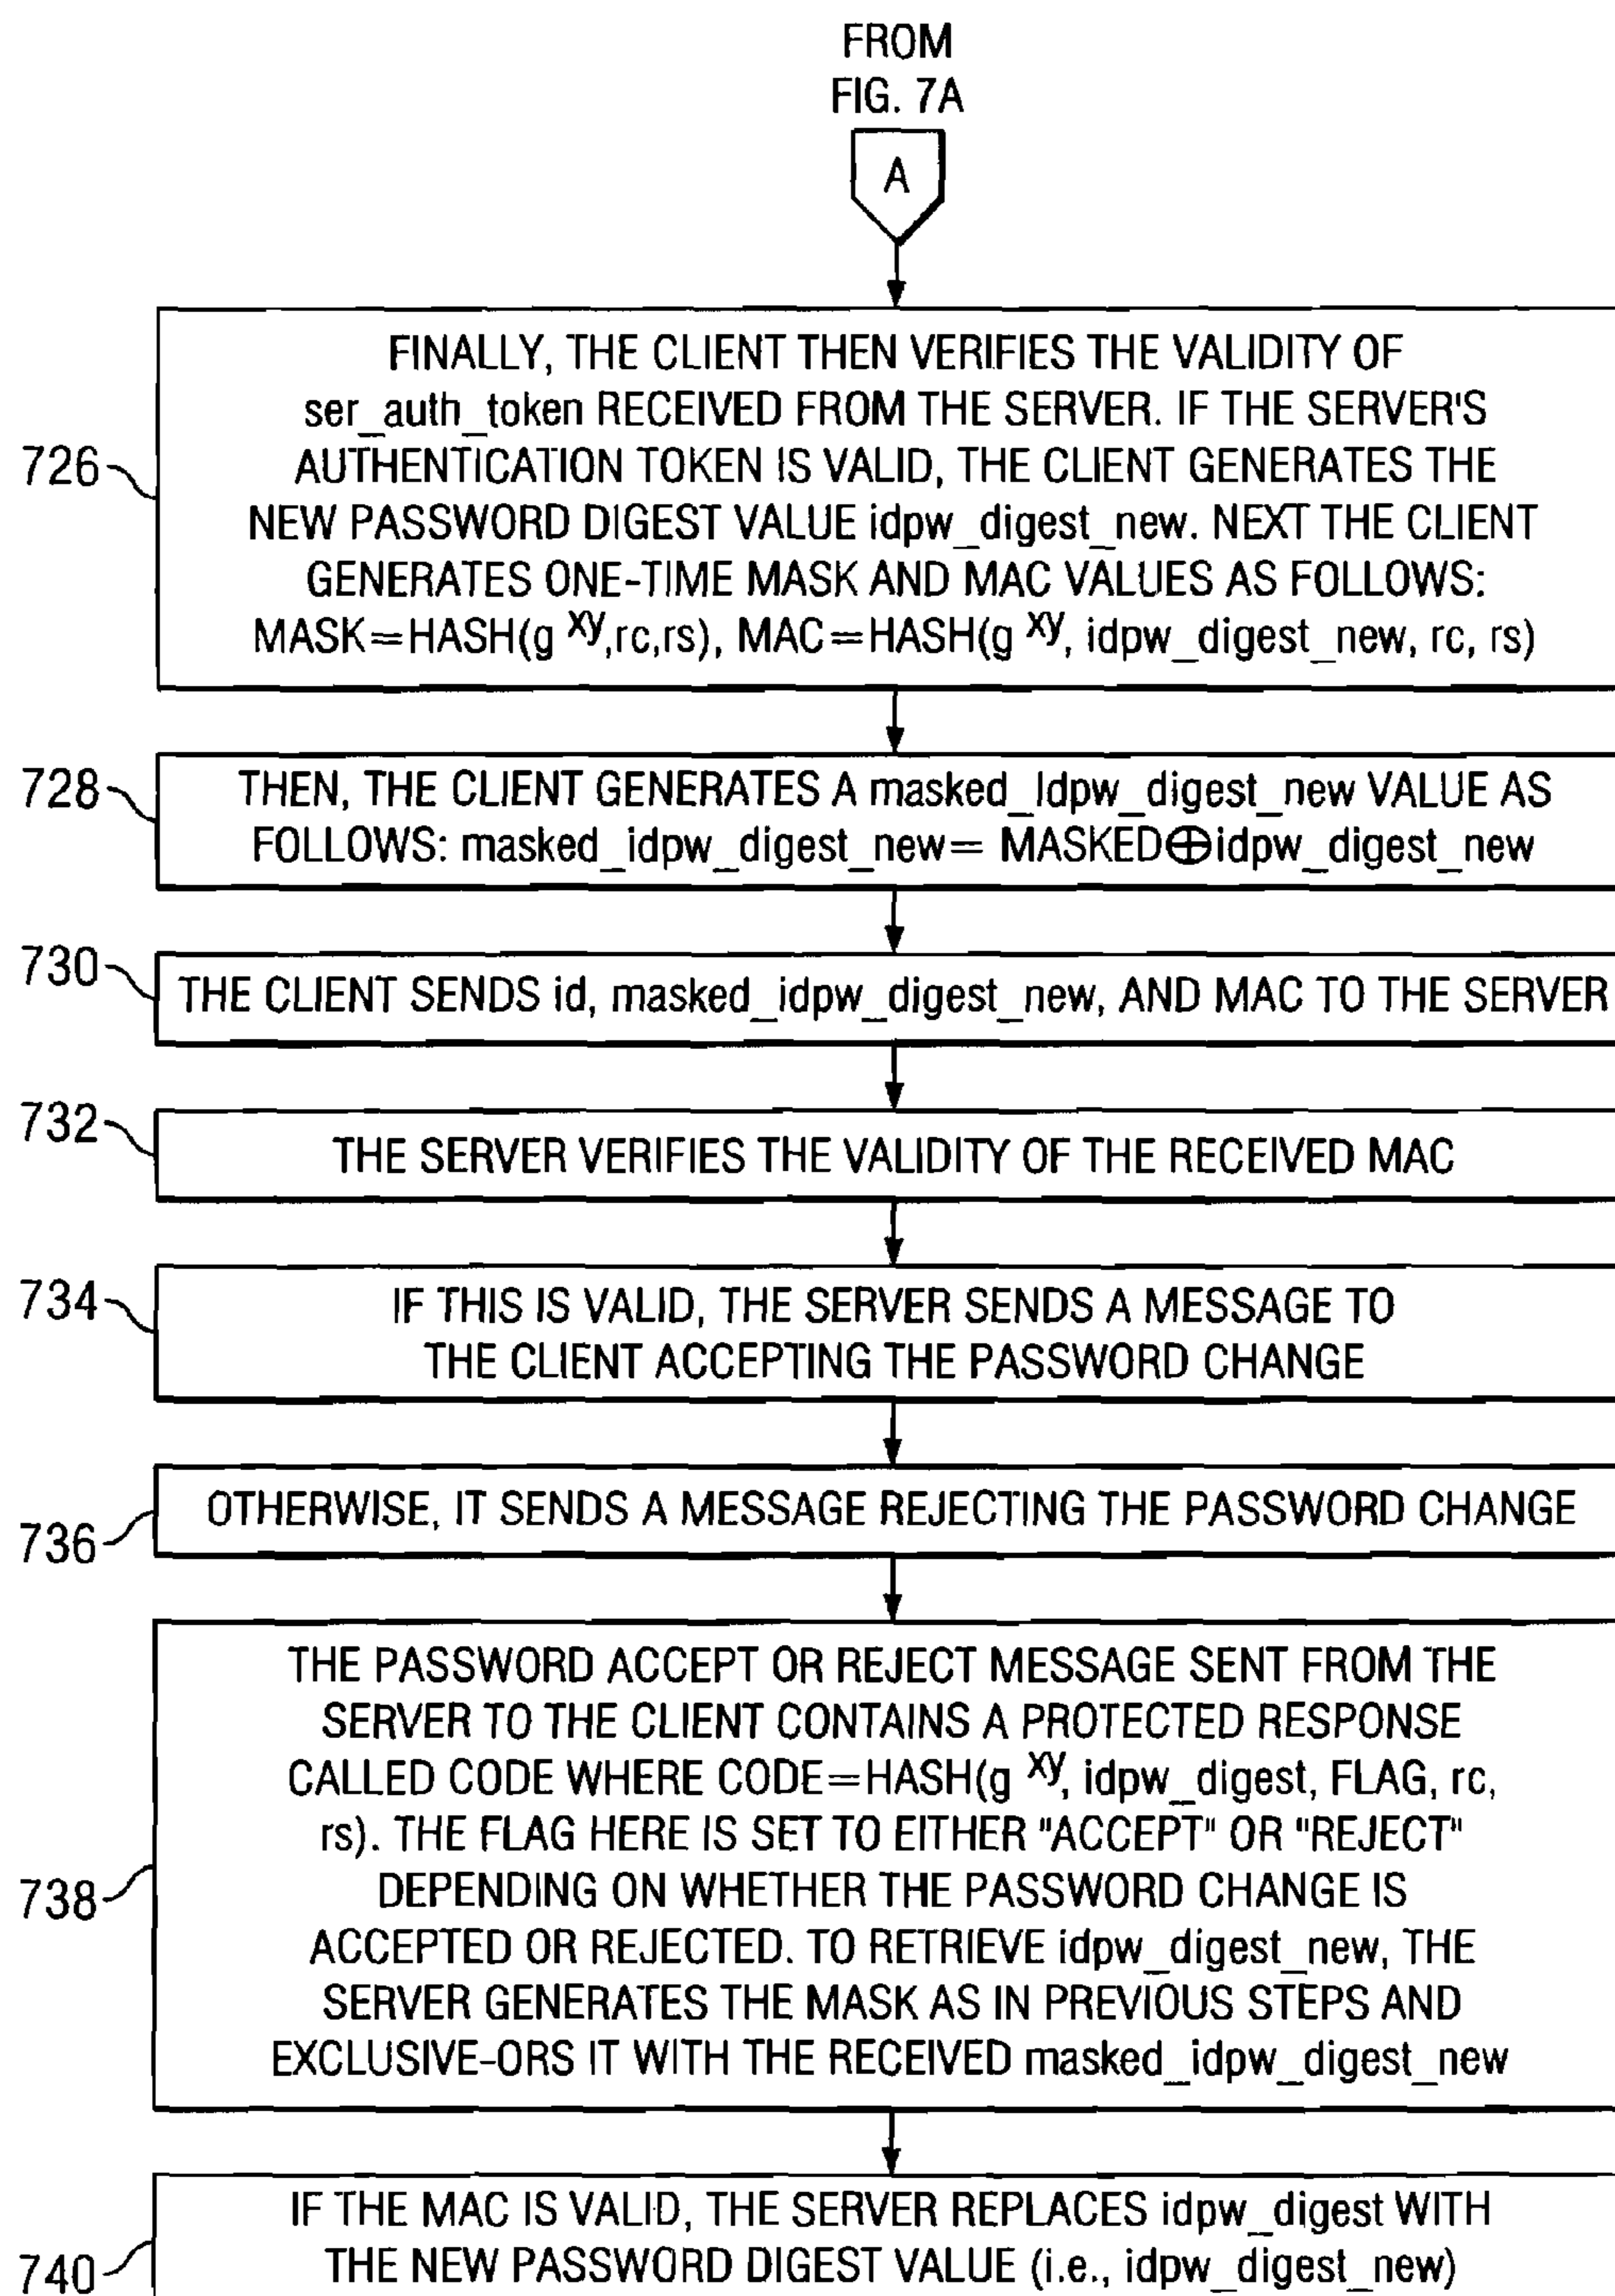 FROM
FIG. 7A
A
726
FINALLY, THE CLIENT THEN VERIFIES THE VALIDITY OF
ser_auth_token RECEIVED FROM THE SERVER. IF THE SERVER'S
AUTHENTICATION TOKEN IS VALID, THE CLIENT GENERATES THE
NEW PASSWORD DIGEST VALUE idpw_digest_new. NEXT THE CLIENT
GENERATES ONE-TIME MASK AND MAC VALUES AS FOLLOWS:
MASK=HASH(g xy,rc,rs), MAC=HASH(g xy, idpw_digest_new, rc, rs)
728
THEN, THE CLIENT GENERATES A masked_Idpw_digest_new VALUE AS
FOLLOWS: masked_idpw_digest_new= MASKED⊕idpw_digest_new
730
THE CLIENT SENDS id, masked_idpw_digest_new, AND MAC TO THE SERVER
732
THE SERVER VERIFIES THE VALIDITY OF THE RECEIVED MAC
734
IF THIS IS VALID, THE SERVER SENDS A MESSAGE TO
THE CLIENT ACCEPTING THE PASSWORD CHANGE
736
OTHERWISE, IT SENDS A MESSAGE REJECTING THE PASSWORD CHANGE
738
THE PASSWORD ACCEPT OR REJECT MESSAGE SENT FROM THE
SERVER TO THE CLIENT CONTAINS A PROTECTED RESPONSE
CALLED CODE WHERE CODE=HASH(g xy, idpw_digest, FLAG, rc,
rs). THE FLAG HERE IS SET TO EITHER "ACCEPT" OR "REJECT"
DEPENDING ON WHETHER THE PASSWORD CHANGE IS
ACCEPTED OR REJECTED. TO RETRIEVE idpw_digest_new, THE
SERVER GENERATES THE MASK AS IN PREVIOUS STEPS AND
EXCLUSIVE-ORS IT WITH THE RECEIVED masked_idpw_digest_new
740
IF THE MAC IS VALID, THE SERVER REPLACES idpw_digest WITH
THE NEW PASSWORD DIGEST VALUE (i.e., idpw_digest_new)